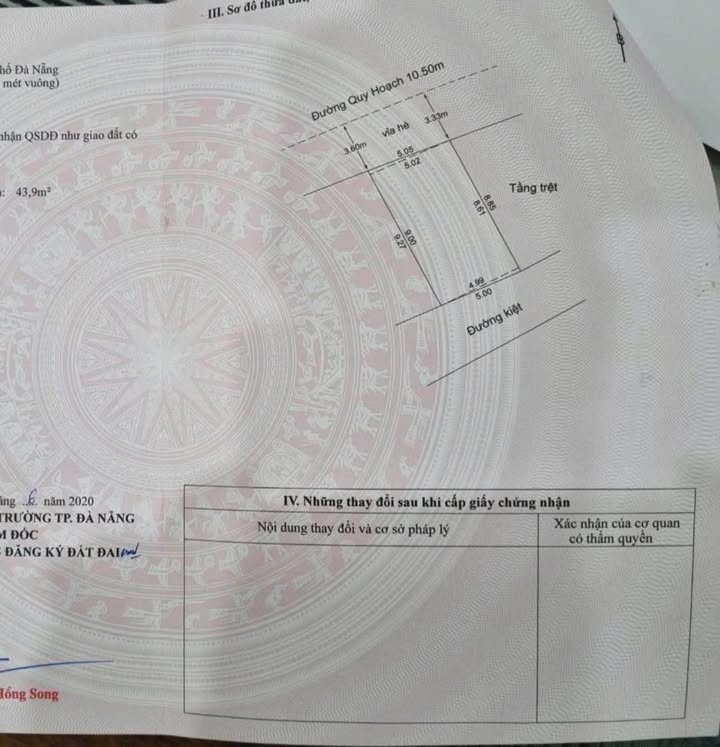 III. Sơ đồ thửa
hố Đà Nẵng
mét vuông)
nhận QSDĐ như giao đất có
: 43,9m²
Đường Quy Hoạch 10.50m
vỉa hè
3.60m
3.33m
5.05
5.02
Tầng trệt
8.85
8.61
9.00
9.27
4.99
5.00
Đường kiệt
áng 6. năm 2020
TRƯỜNG TP. ĐÀ NẴNG
M ĐỐC
ĐĂNG KÝ ĐẤT ĐAI
Hồng Song
IV. Những thay đổi sau khi cấp giấy chứng nhận
Nội dung thay đổi và cơ sở pháp lý
Xác nhận của cơ quan
có thẩm quyền